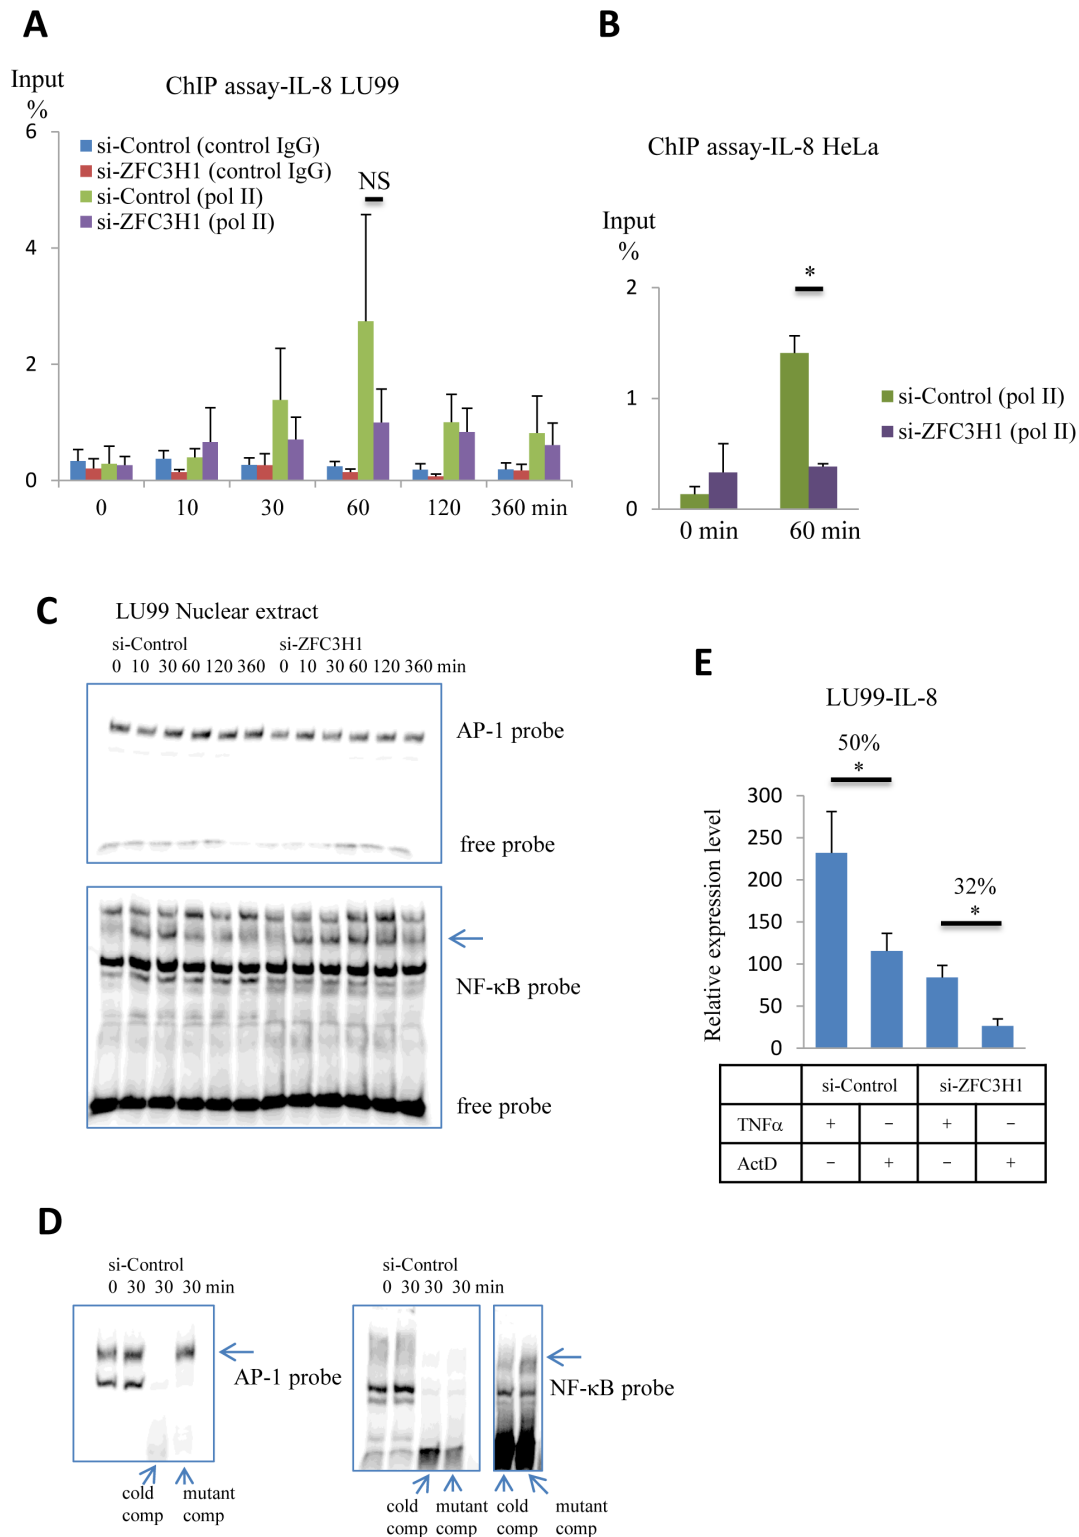 A
ChIP assay-IL-8 LU99
Input
%
6
4
2
0
si-Control (control IgG)
si-ZFC3H1 (control IgG)
si-Control (pol II)
si-ZFC3H1 (pol II)
NS
0 10 30 60 120 360 min
B
ChIP assay-IL-8 HeLa
Input
%
2
1
0
*
si-Control (pol II)
si-ZFC3H1 (pol II)
0 min 60 min
C
LU99 Nuclear extract
si-Control si-ZFC3H1
0 10 30 60 120 360 0 10 30 60 120 360 min
AP-1 probe
free probe
NF-κB probe
free probe
D
si-Control
0 30 30 30 min
AP-1 probe
cold mutant
comp comp
si-Control
0 30 30 30 min
NF-κB probe
cold mutant cold mutant
comp comp comp comp
E
LU99-IL-8
50%
*
32%
*
Relative expression level
300
250
200
150
100
50
0
si-Control si-ZFC3H1
TNFα + − + −
ActD − + − +